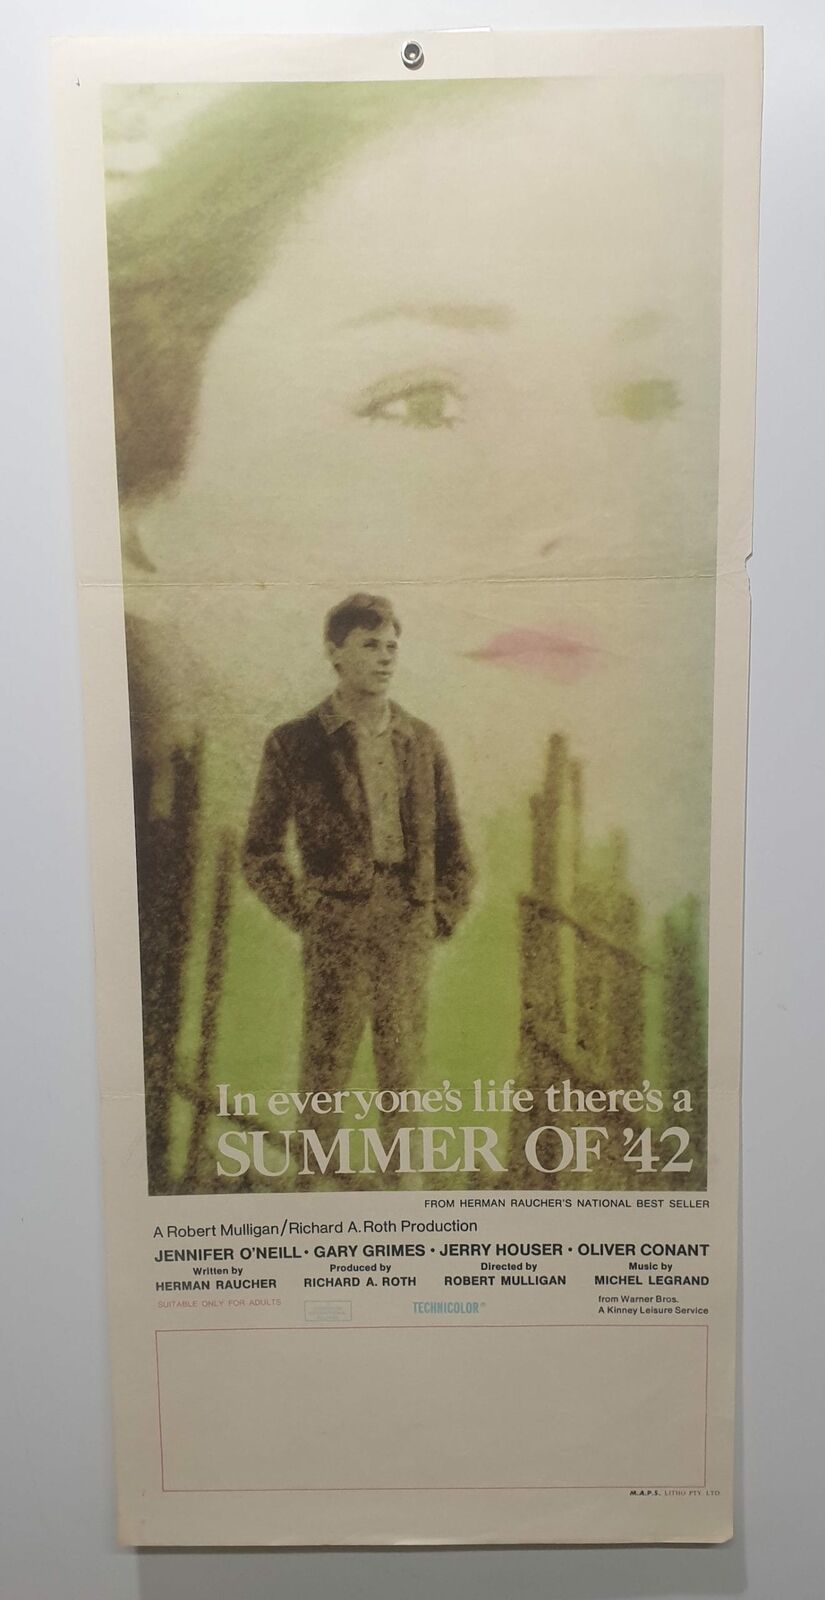 In everyone's life there's a
SUMMER OF '42
FROM HERMAN RAUCHER'S NATIONAL BEST SELLER
A Robert Mulligan/Richard A. Roth Production
JENNIFER O'NEILL · GARY GRIMES · JERRY HOUSER · OLIVER CONANT
Written by
HERMAN RAUCHER
Produced by
RICHARD A. ROTH
Directed by
ROBERT MULLIGAN
Music by
MICHEL LEGRAND
SUITABLE ONLY FOR ADULTS
TECHNICOLOR®
from Warner Bros.
A Kinney Leisure Service
M.A.P.S. LITHO PTY. LTD